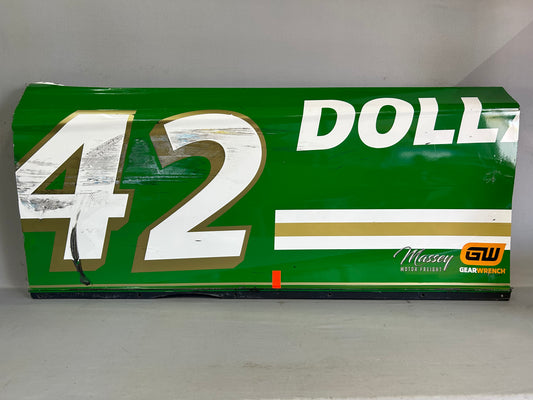 42
DOLL
Massey
MOTOR FREIGHT
GW
GEARWRENCH